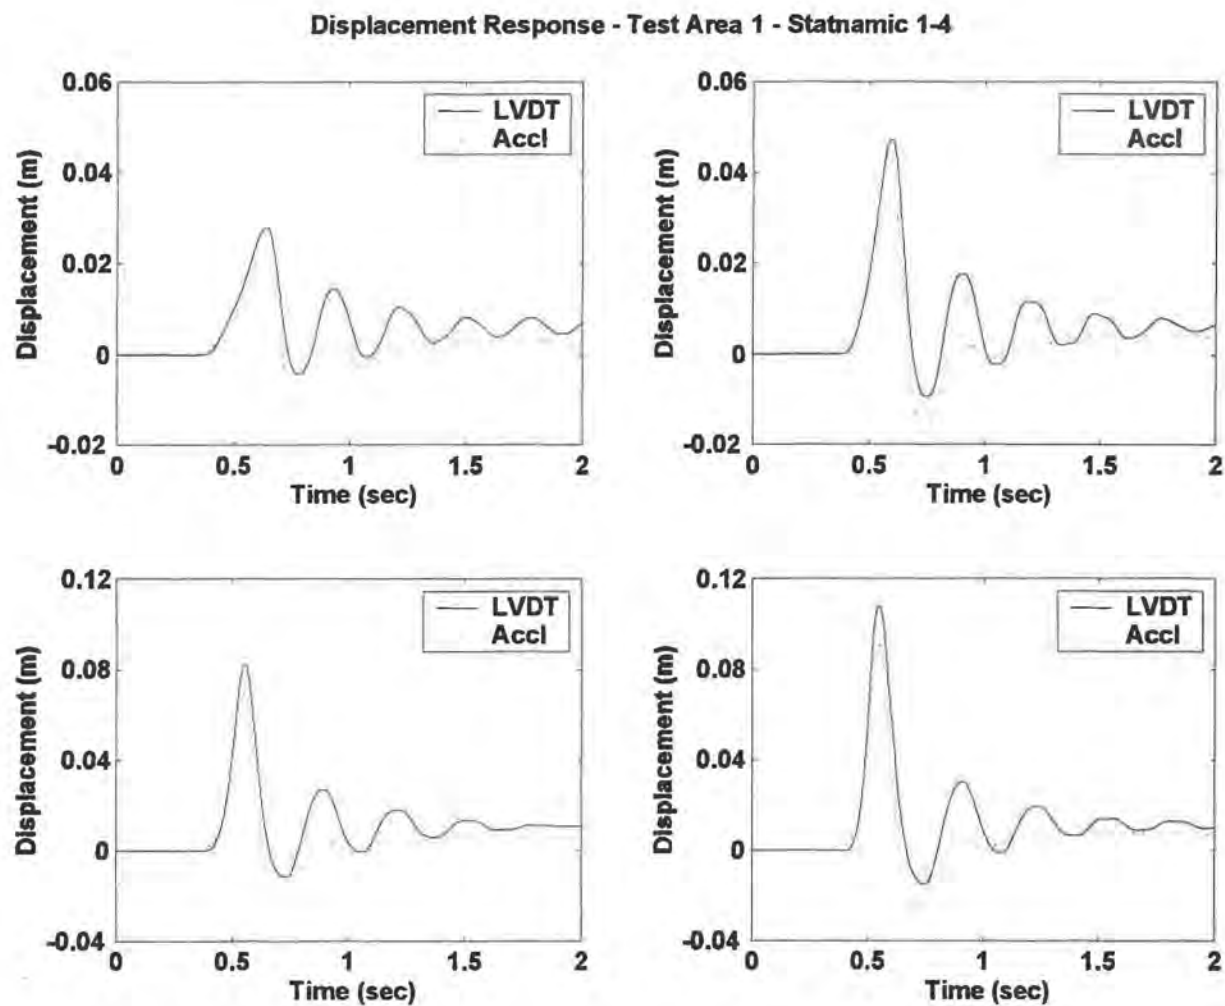 Displacement Response - Test Area 1 - Statnamic 1-4
0.06
0.04
0.02
0
-0.02
Displacement (m)
LVDT
Accl
0 0.5 1 1.5 2
Time (sec)
0.06
0.04
0.02
0
-0.02
Displacement (m)
LVDT
Accl
0 0.5 1 1.5 2
Time (sec)
0.12
0.08
0.04
0
-0.04
Displacement (m)
LVDT
Accl
0 0.5 1 1.5 2
Time (sec)
0.12
0.08
0.04
0
-0.04
Displacement (m)
LVDT
Accl
0 0.5 1 1.5 2
Time (sec)